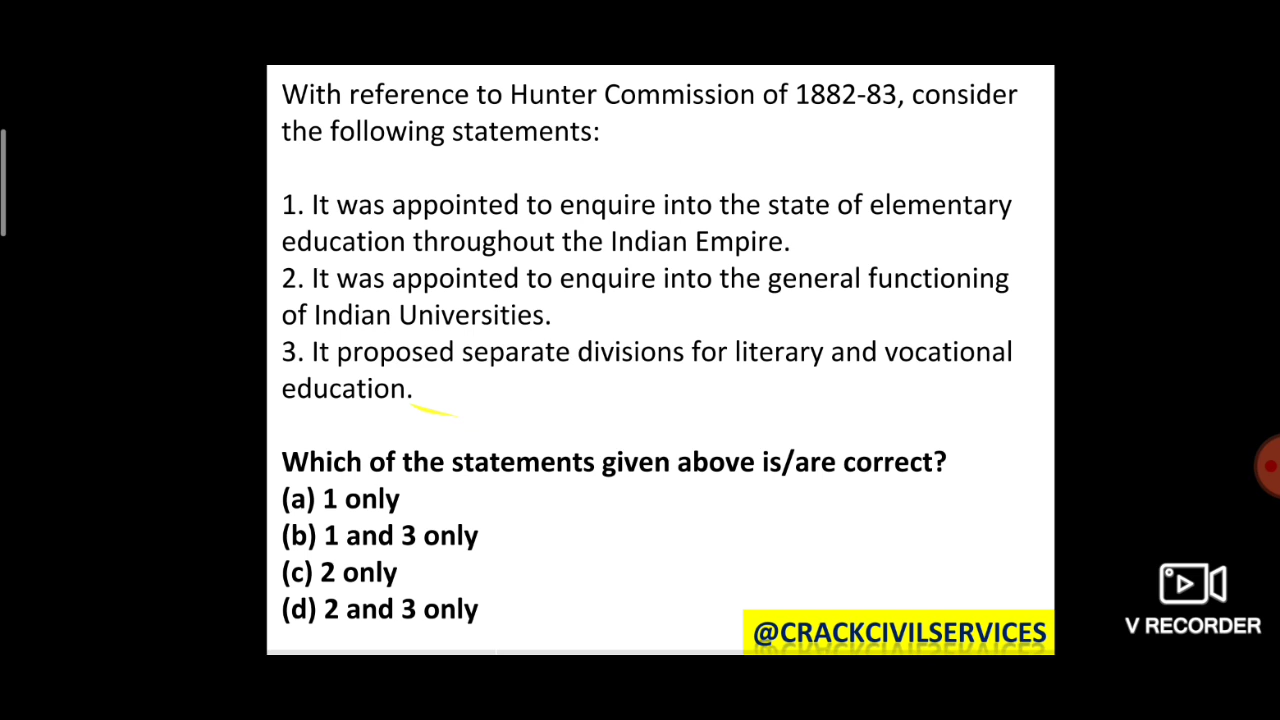 With reference to Hunter Commission of 1882-83, consider
the following statements:
1. It was appointed to enquire into the state of elementary
education throughout the Indian Empire.
2. It was appointed to enquire into the general functioning
of Indian Universities.
3. It proposed separate divisions for literary and vocational
education.
Which of the statements given above is/are correct?
(a) 1 only
(b) 1 and 3 only
(c) 2 only
(d) 2 and 3 only
@CRACKCIVILSERVICES
V RECORDER